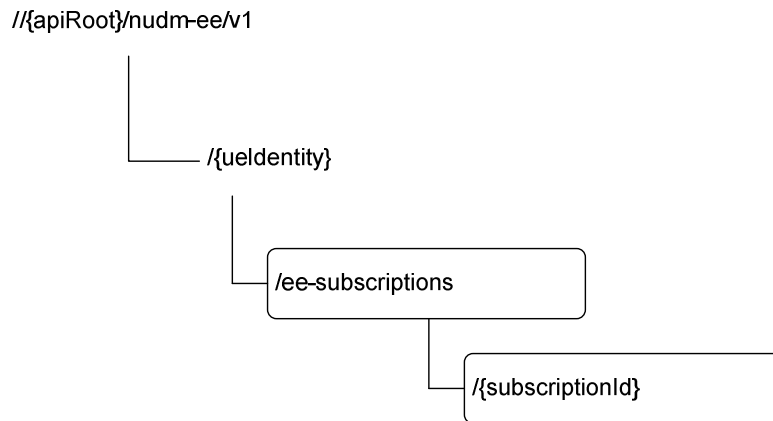 //{apiRoot}/nudm-ee/v1
/{ueIdentity}
/ee-subscriptions
/{subscriptionId}